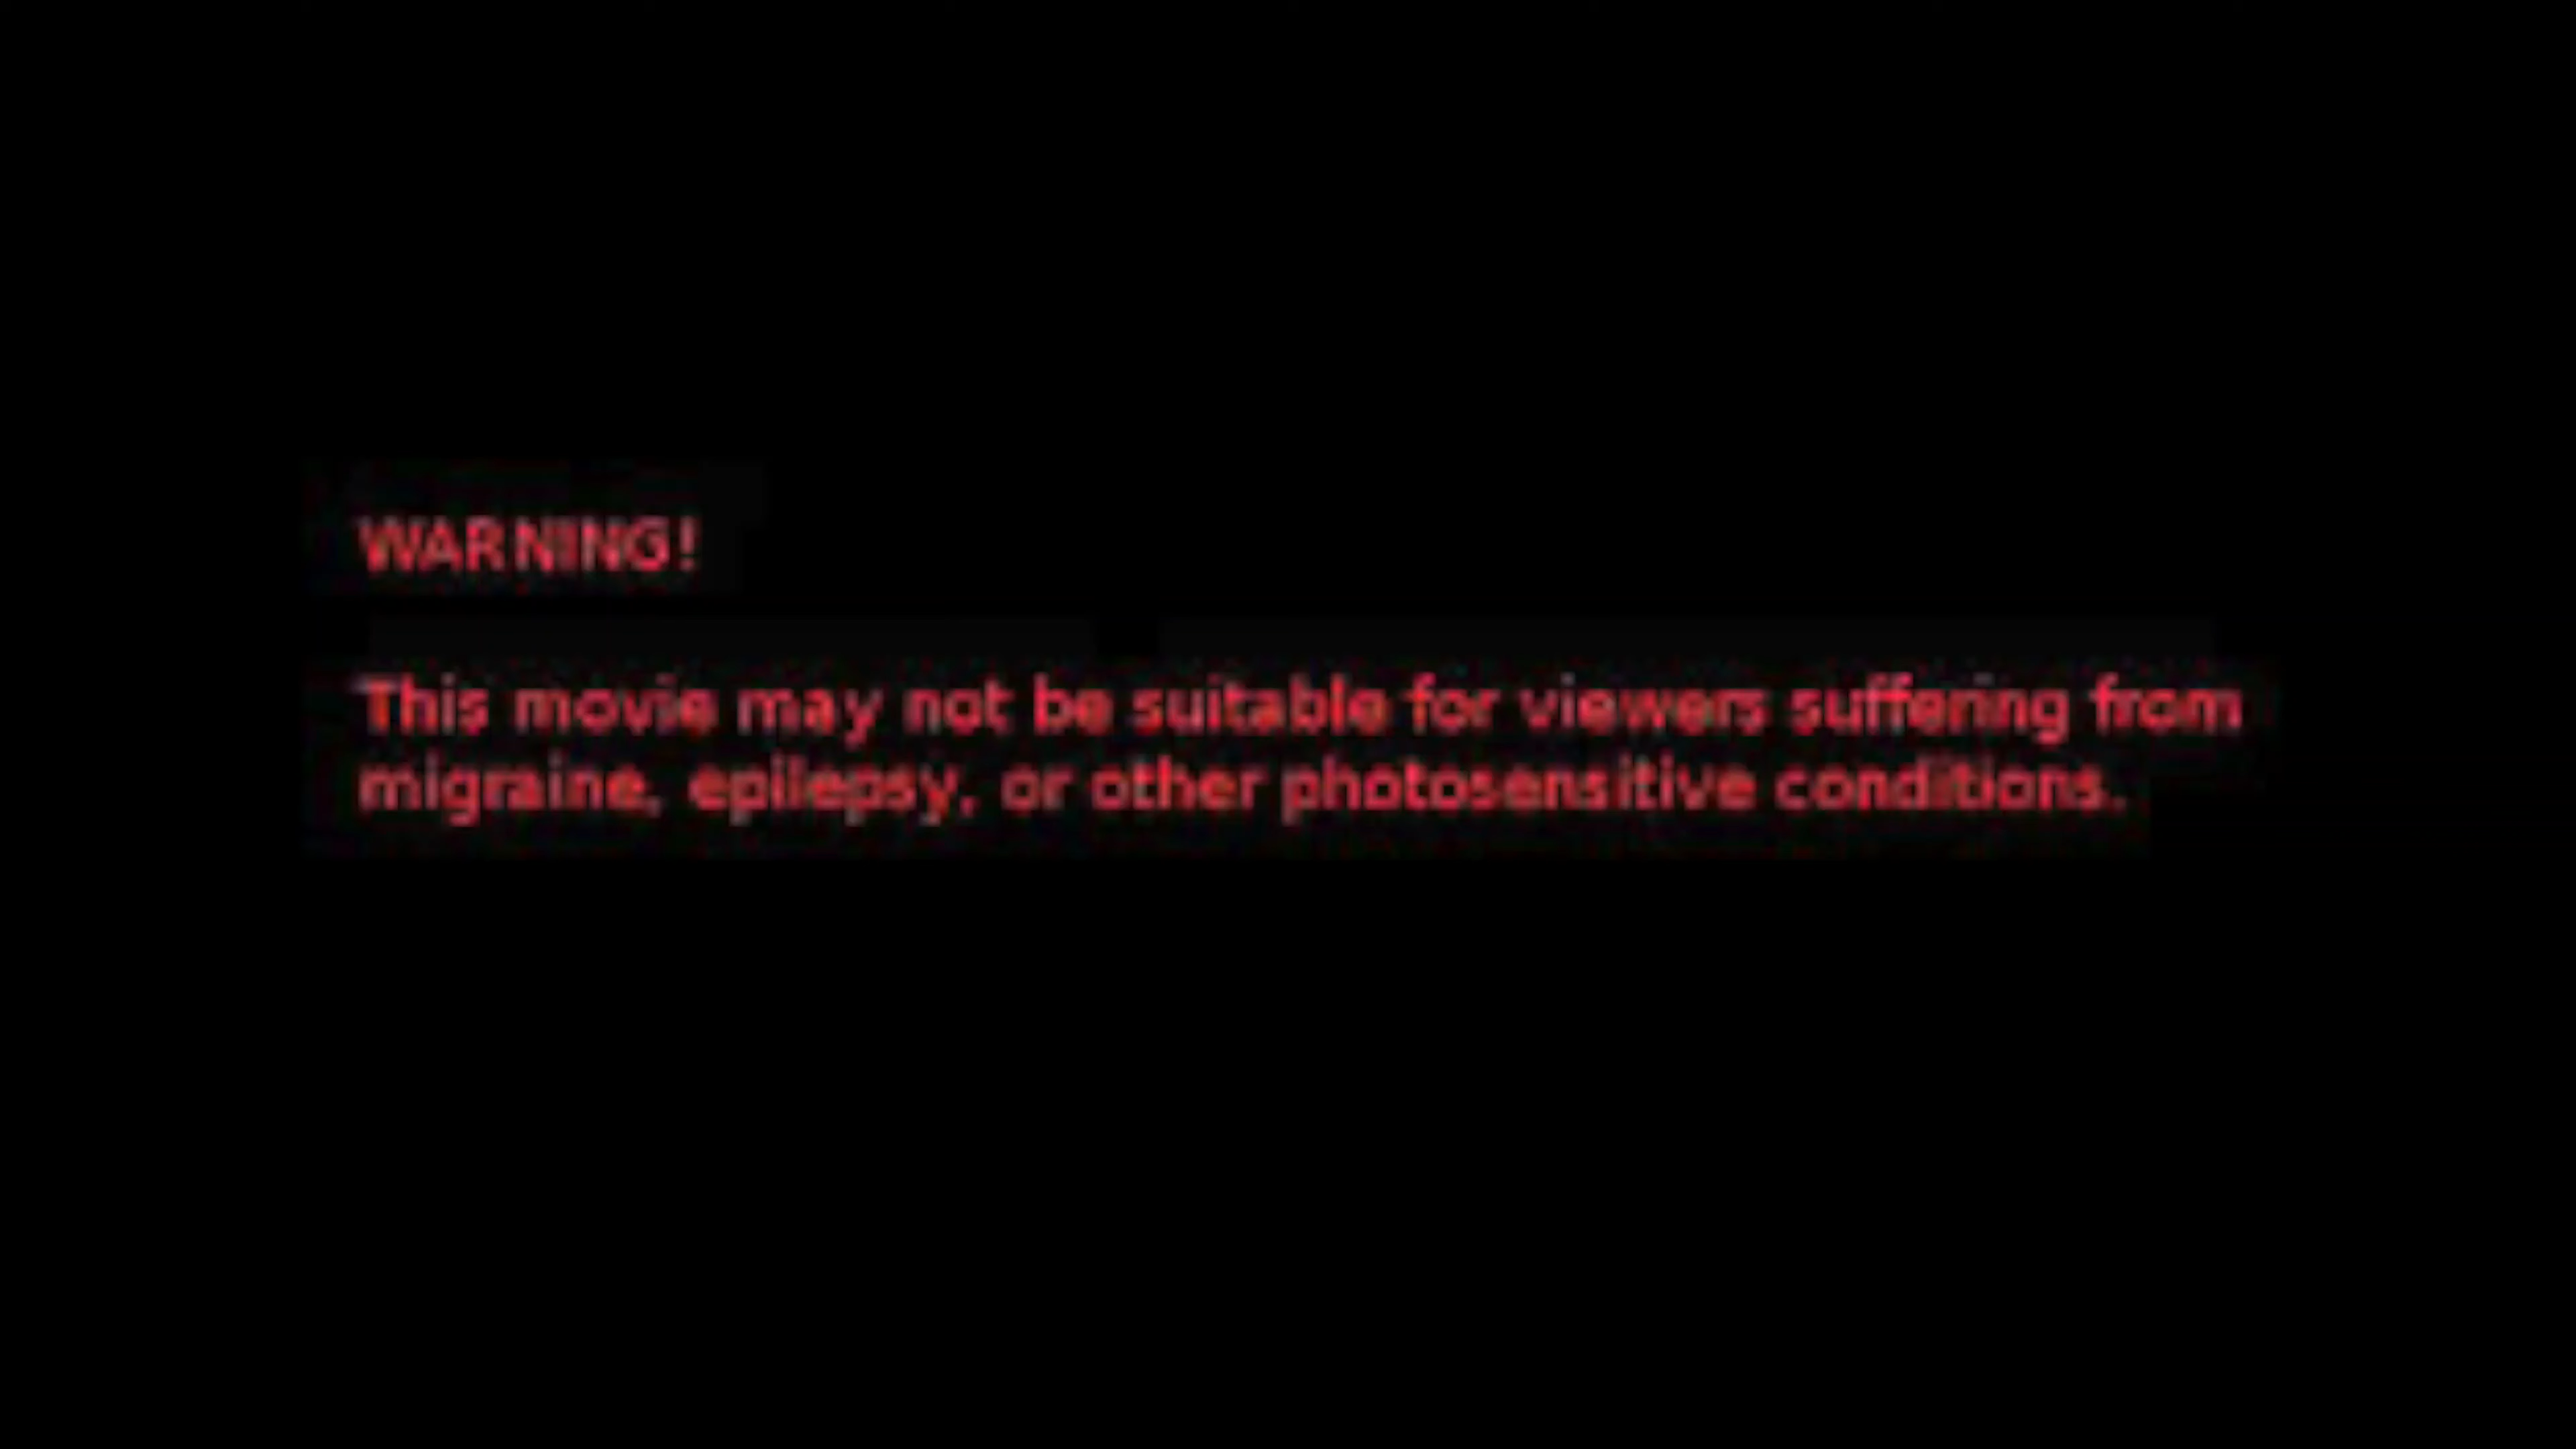 WARNING!
This movie may not be suitable for viewers suffering from
migraine, epilepsy, or other photosensitive conditions.